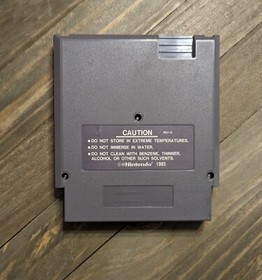 CAUTION
●DO NOT STORE IN EXTREME TEMPERATURES.
●DO NOT IMMERSE IN WATER.
●DO NOT CLEAN WITH BENZENE, THINNER,
ALCOHOL OR OTHER SUCH SOLVENTS.
Nintendo 1985